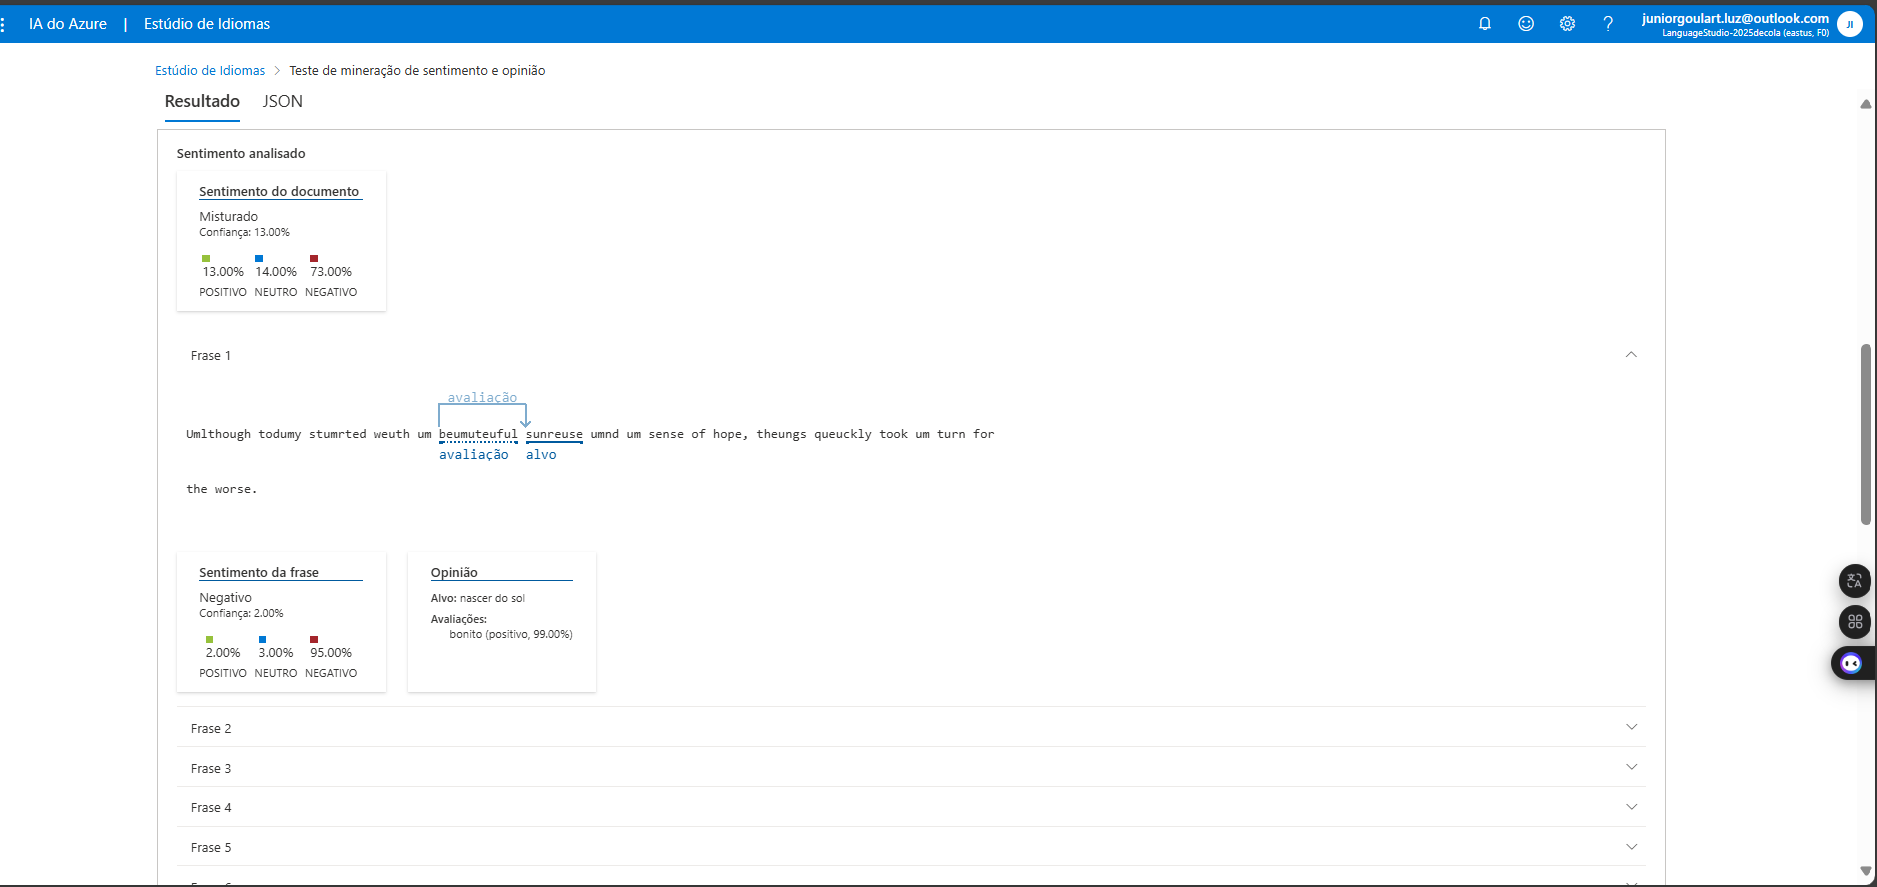 IA do Azure | Estúdio de Idiomas
juniorgoulart.luz@outlook.com
LanguageStudio-2025decola (eastus, F0)
JI
Estúdio de Idiomas > Teste de mineração de sentimento e opinião
Resultado JSON
Sentimento analisado
Sentimento do documento
Misturado
Confiança: 13.00%
13.00% 14.00% 73.00%
POSITIVO NEUTRO NEGATIVO
Frase 1
avaliação
Umlthough todumy stumrted weuth um beumuteuful sunreuse umnd um sense of hope, theungs queuckly took um turn for
avaliação alvo
the worse.
Sentimento da frase
Negativo
Confiança: 2.00%
2.00% 3.00% 95.00%
POSITIVO NEUTRO NEGATIVO
Opinião
Alvo: nascer do sol
Avaliações:
bonito (positivo, 99.00%)
Frase 2
Frase 3
Frase 4
Frase 5